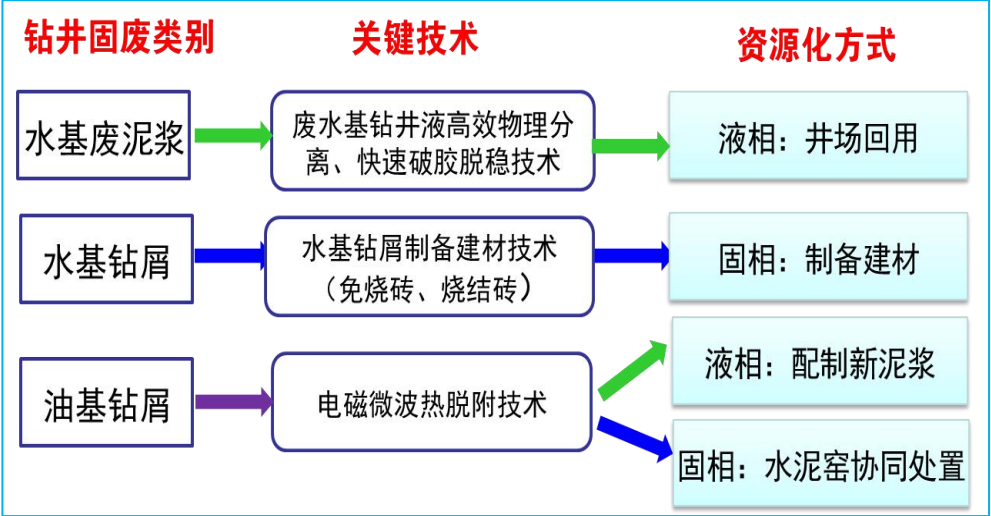 钻井固废类别
关键技术
资源化方式
水基废泥浆
废水基钻井液高效物理分
离、快速破胶脱稳技术
液相：井场回用
水基钻屑
水基钻屑制备建材技术
（免烧砖、烧结砖）
固相：制备建材
油基钻屑
电磁微波热脱附技术
液相：配制新泥浆
固相：水泥窑协同处置